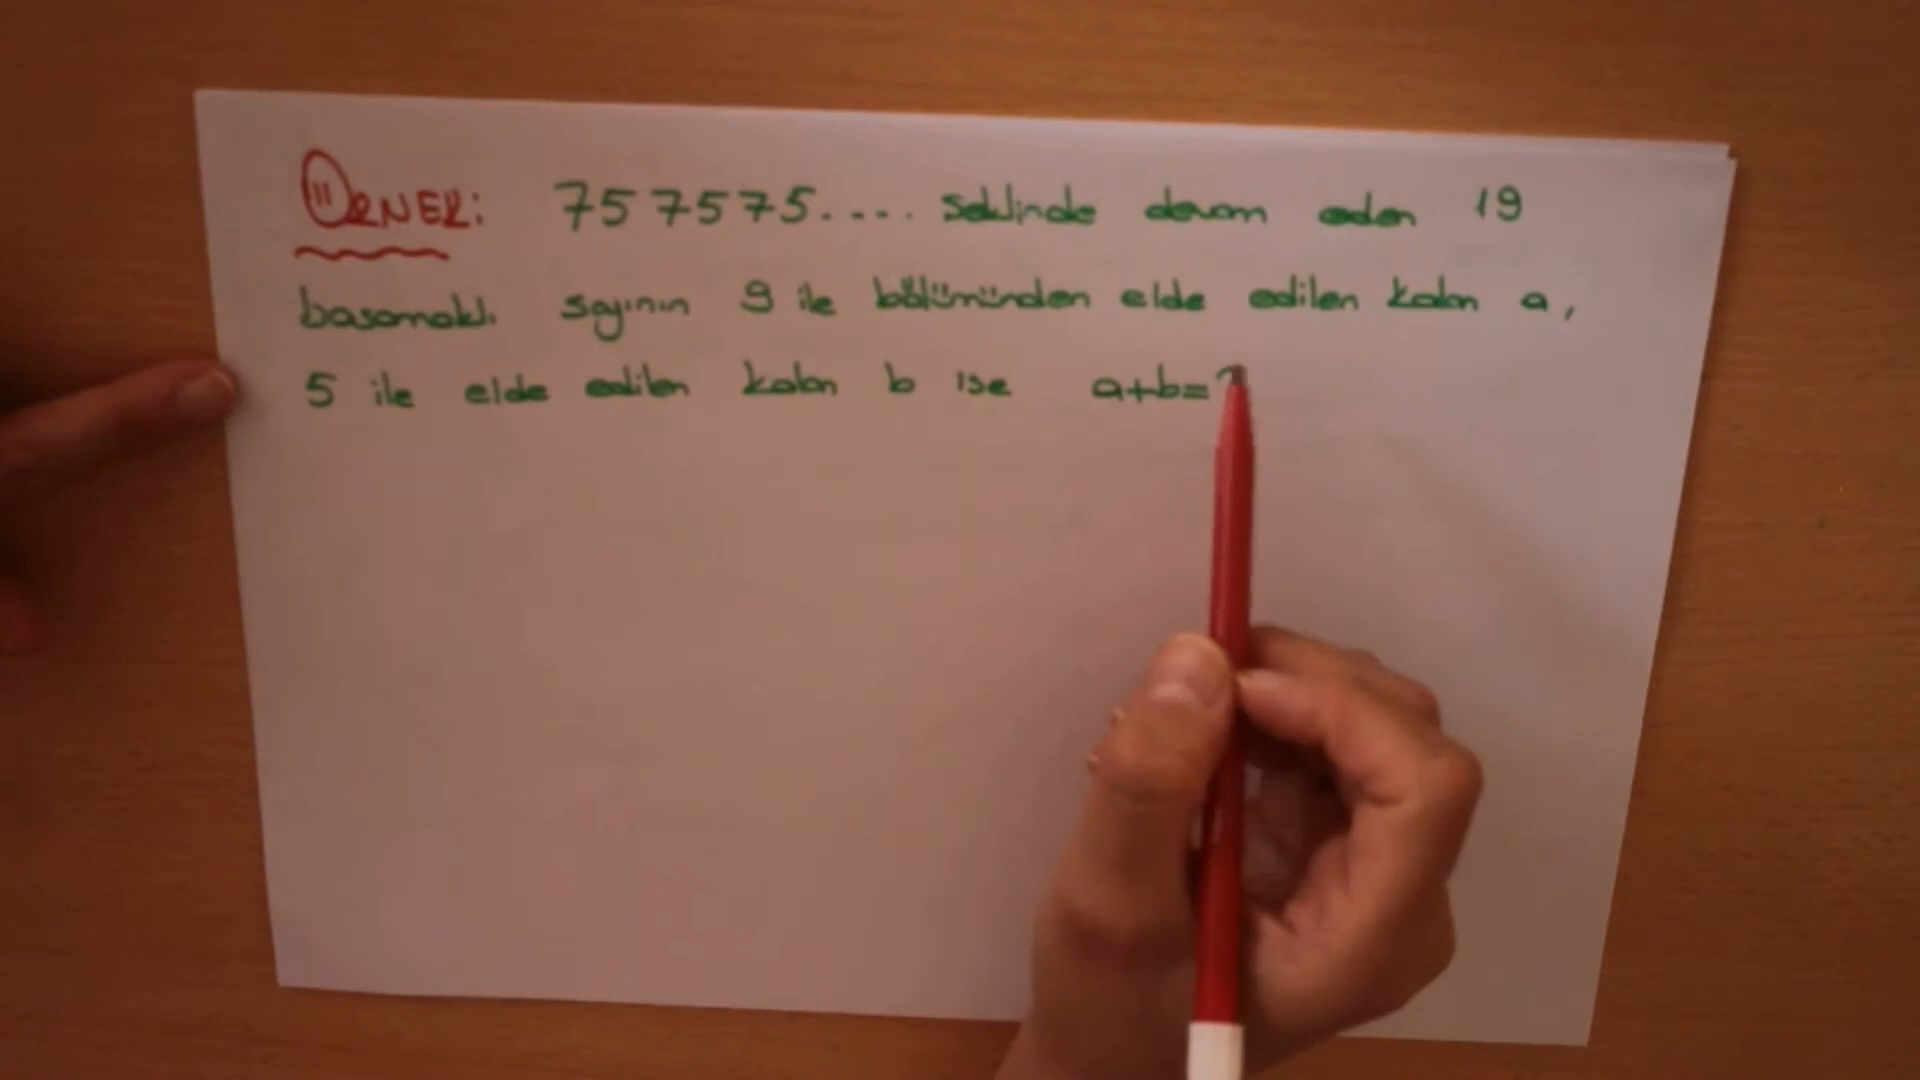 ÖRNEK: 757575.... şeklinde devam eden 19
basamaklı sayının 9 ile bölümünden elde edilen kalan a,
5 ile elde edilen kalan b ise a+b=?